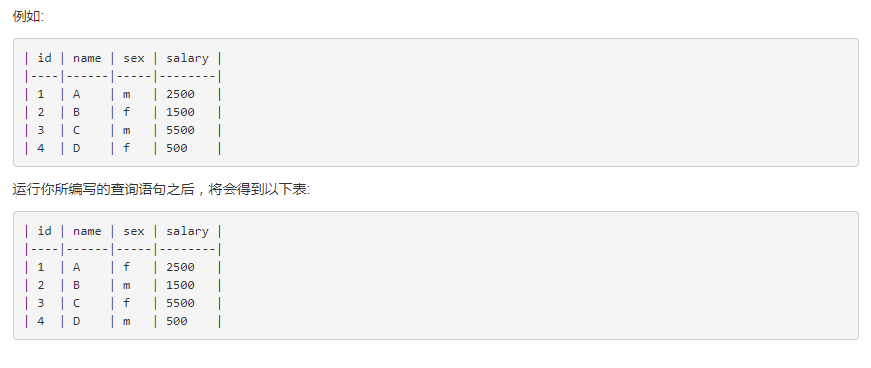 例如:
| id | name | sex | salary |
|----|------|-----|--------|
| 1  | A    | m   | 2500   |
| 2  | B    | f   | 1500   |
| 3  | C    | m   | 5500   |
| 4  | D    | f   | 500    |
运行你所编写的查询语句之后，将会得到以下表:
| id | name | sex | salary |
|----|------|-----|--------|
| 1  | A    | f   | 2500   |
| 2  | B    | m   | 1500   |
| 3  | C    | f   | 5500   |
| 4  | D    | m   | 500    |